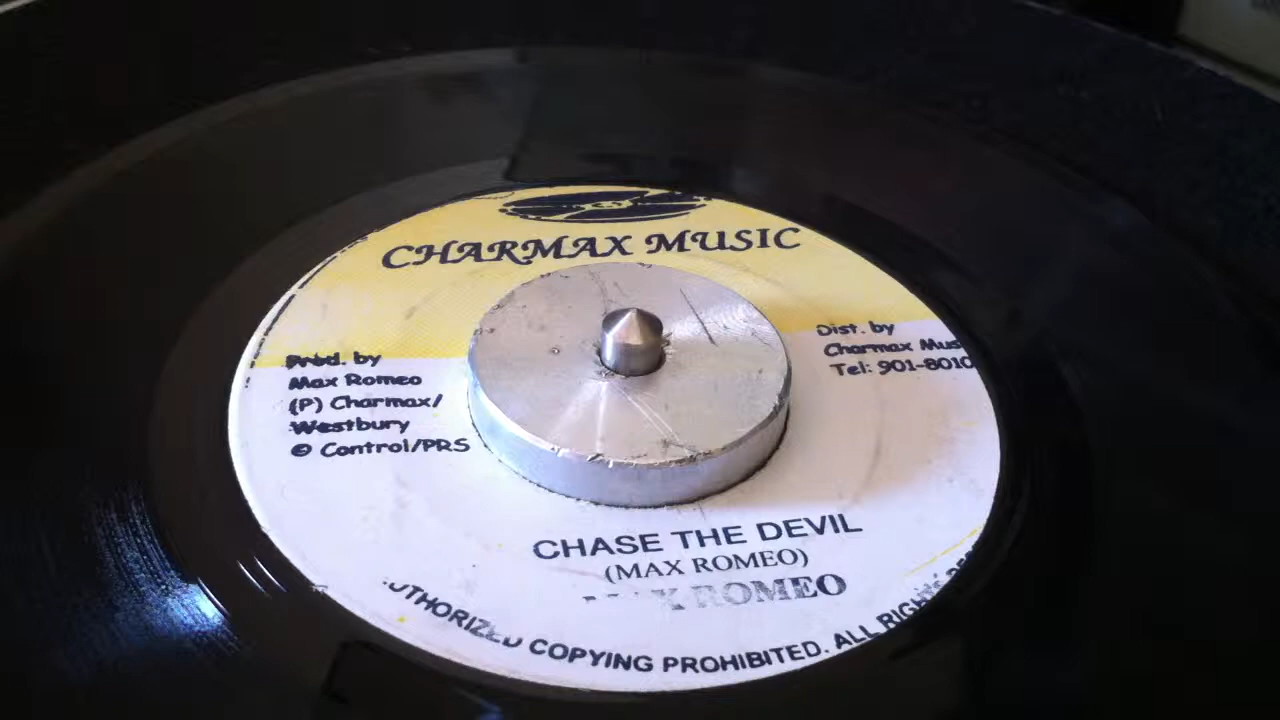 CHARMAX MUSIC
Prod. by
Max Romeo
(P) Charmax/
Westbury
© Control/PRS
Dist. by
Charmax
Tel: 901-8010
CHASE THE DEVIL
(MAX ROMEO)
ROMEO
COPYING PROHIBITED. ALL